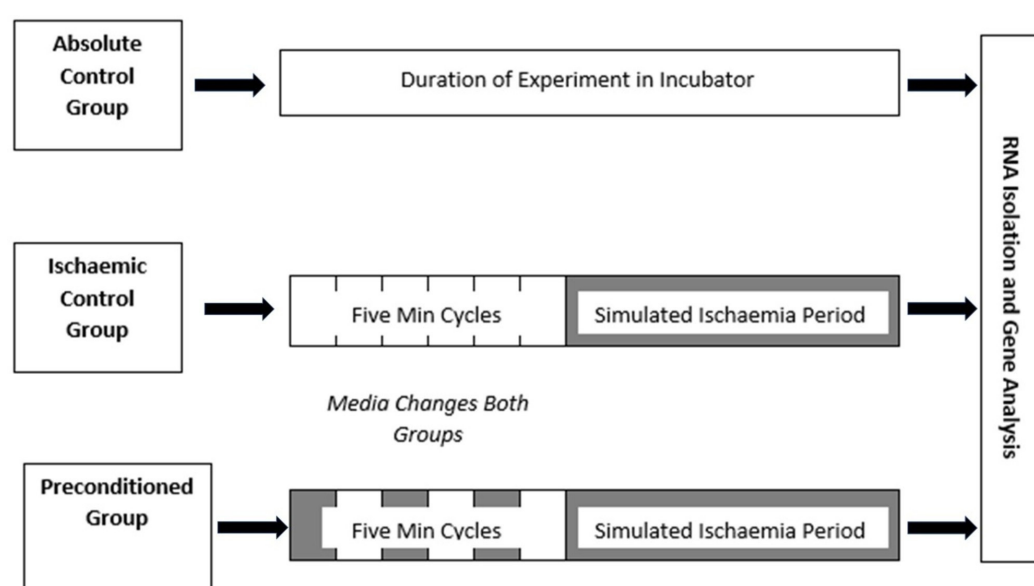 Absolute
Control
Group
Duration of Experiment in Incubator
Ischaemic
Control
Group
Five Min Cycles
Simulated Ischaemia Period
Media Changes Both
Groups
Preconditioned
Group
Five Min Cycles
Simulated Ischaemia Period
RNA Isolation and Gene Analysis